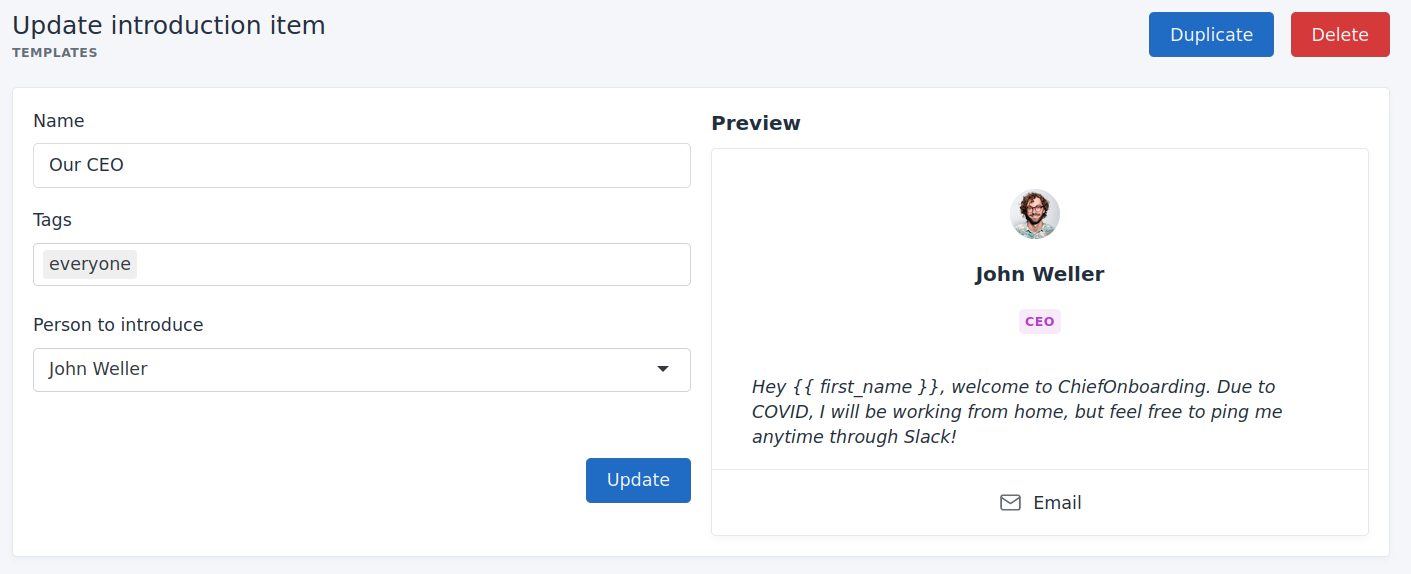 Update introduction item
TEMPLATES
Duplicate
Delete
Name
Our CEO
Tags
everyone
Person to introduce
John Weller
Update
Preview
John Weller
CEO
Hey {{ first_name }}, welcome to ChiefOnboarding. Due to
COVID, I will be working from home, but feel free to ping me
anytime through Slack!
Email